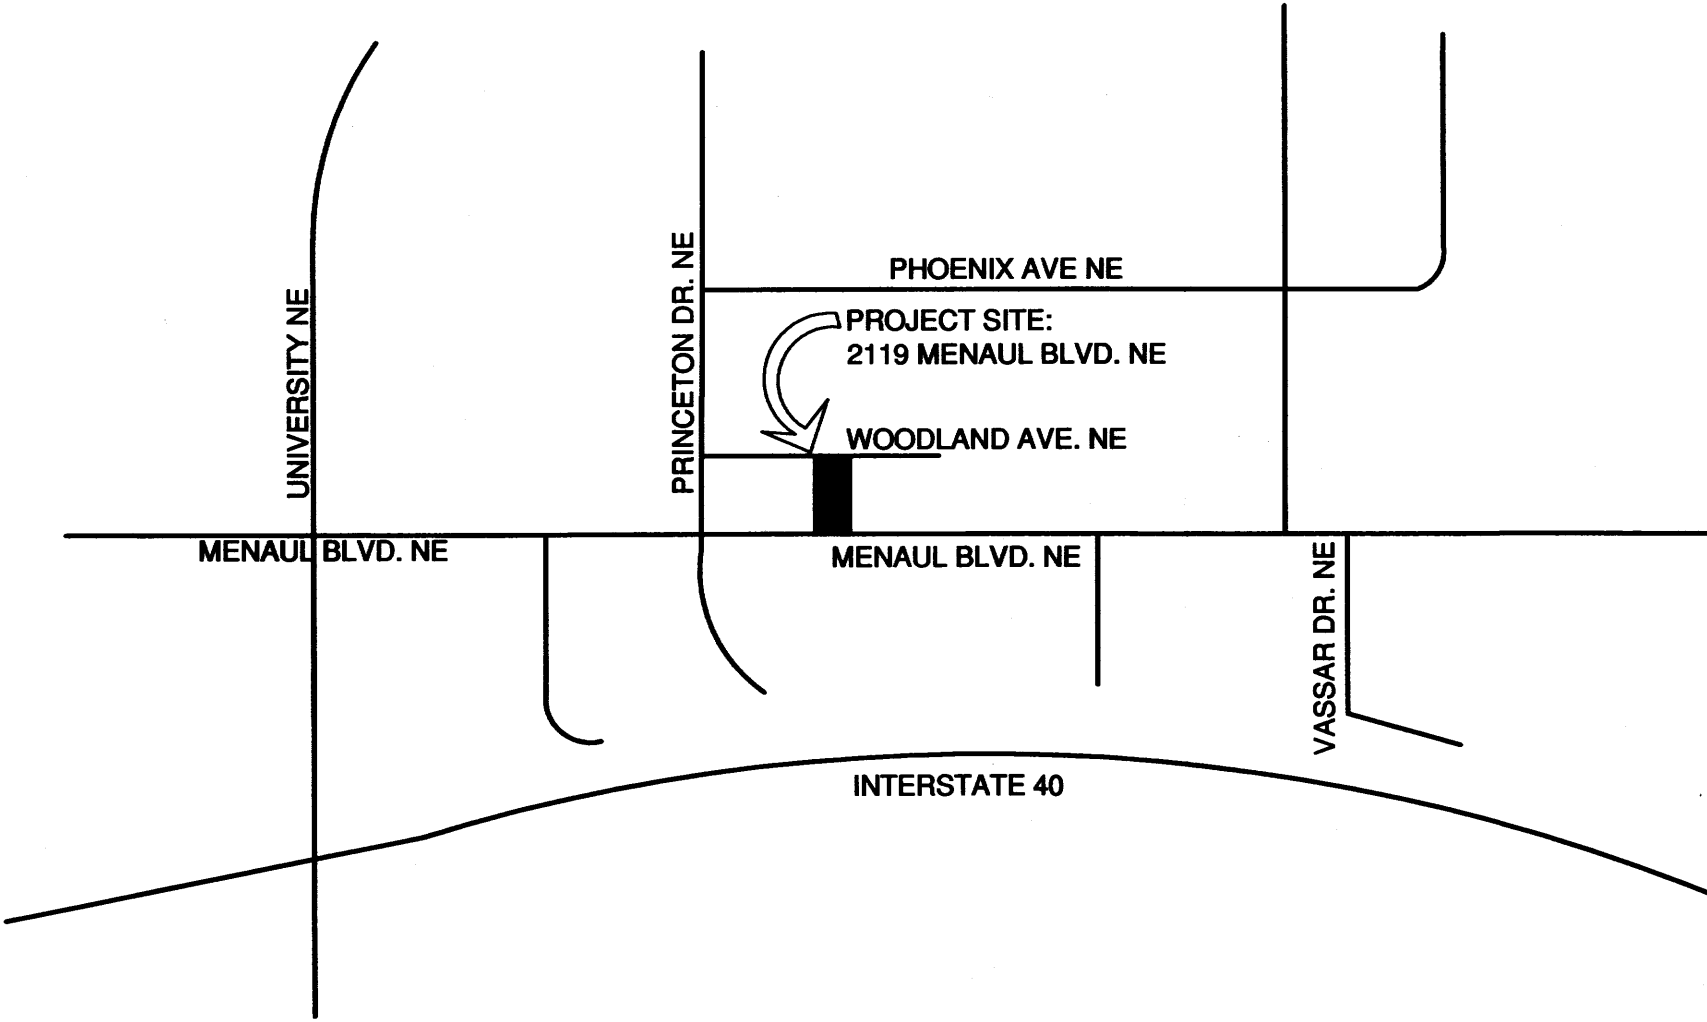 PHOENIX AVE NE
UNIVERSITY NE
PRINCETON DR. NE
PROJECT SITE:
2119 MENAUL BLVD. NE
WOODLAND AVE. NE
MENAUL BLVD. NE
MENAUL BLVD. NE
VASSAR DR. NE
INTERSTATE 40